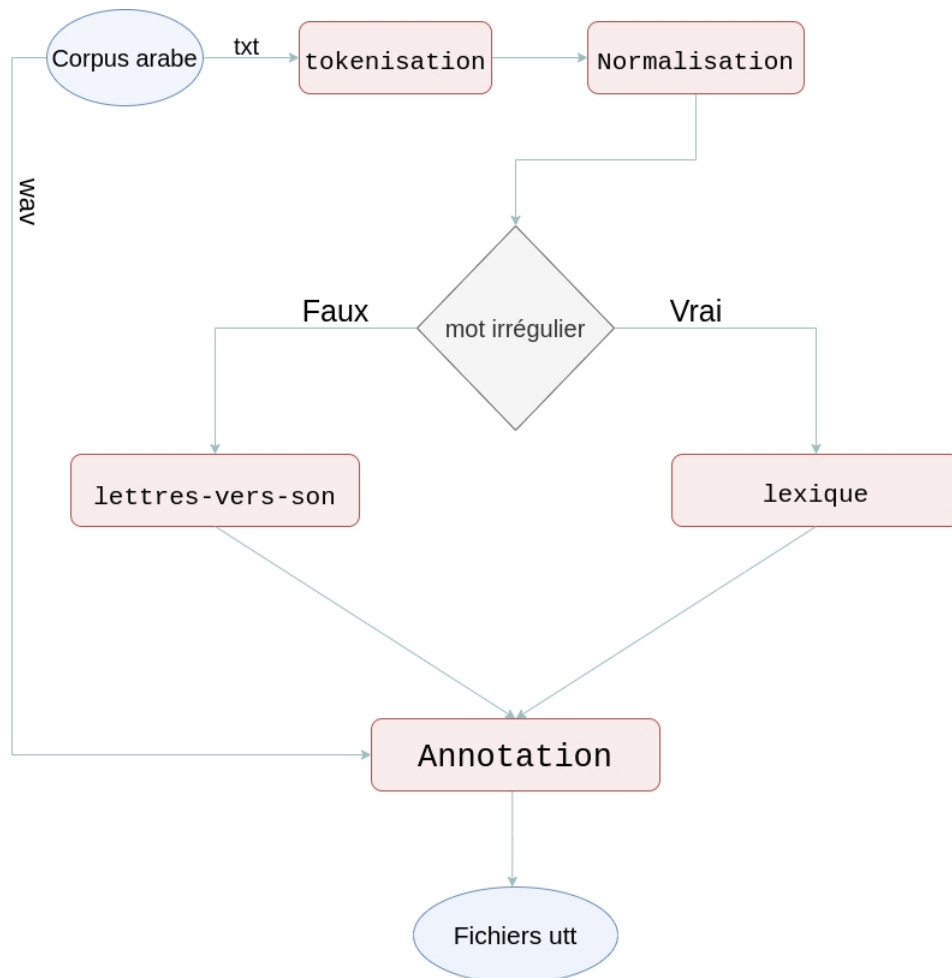 Corpus arabe
txt
tokenisation
Normalisation
wav
mot irrégulier
Faux
Vrai
lettres-vers-son
lexique
Annotation
Fichiers utt